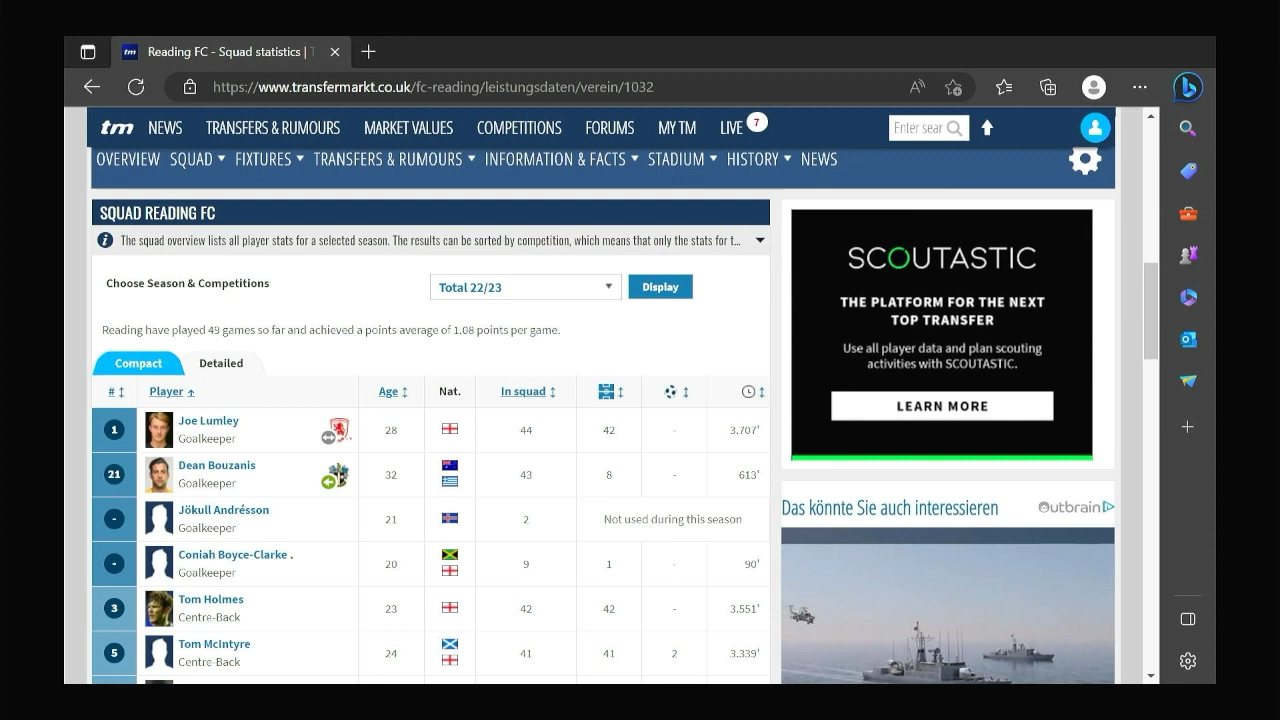 tm Reading FC - Squad statistics | T
https://www.transfermarkt.co.uk/fc-reading/leistungsdaten/verein/1032
tm NEWS TRANSFERS & RUMOURS MARKET VALUES COMPETITIONS FORUMS MY TM LIVE 7 Enter sear
OVERVIEW SQUAD FIXTURES TRANSFERS & RUMOURS INFORMATION & FACTS STADIUM HISTORY NEWS
SQUAD READING FC
The squad overview lists all player stats for a selected season. The results can be sorted by competition, which means that only the stats for t...
Choose Season & Competitions Total 22/23 Display
Reading have played 49 games so far and achieved a points average of 1.08 points per game.
Compact Detailed
# Player Age Nat. In squad
1 Joe Lumley 28 44 42 - 3.707'
Goalkeeper
21 Dean Bouzanis 32 43 8 - 613'
Goalkeeper
- Jökull Andrésson 21 2 Not used during this season
Goalkeeper
- Coniah Boyce-Clarke . 20 9 1 - 90'
Goalkeeper
3 Tom Holmes 23 42 42 - 3.551'
Centre-Back
5 Tom McIntyre 24 41 41 2 3.339'
Centre-Back
SCOUTASTIC
THE PLATFORM FOR THE NEXT
TOP TRANSFER
Use all player data and plan scouting
activities with SCOUTASTIC.
LEARN MORE
Das könnte Sie auch interessieren Outbrain